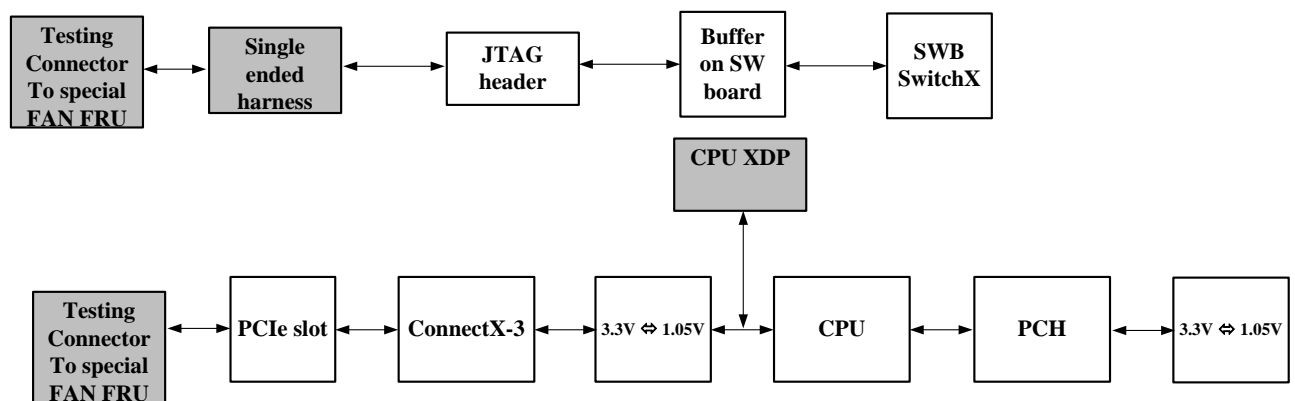 Testing
Connector
To special
FAN FRU
Single
ended
harness
JTAG
header
Buffer
on SW
board
SWB
SwitchX
CPU XDP
Testing
Connector
To special
FAN FRU
PCIe slot
ConnectX-3
3.3V ⇔ 1.05V
CPU
PCH
3.3V ⇔ 1.05V